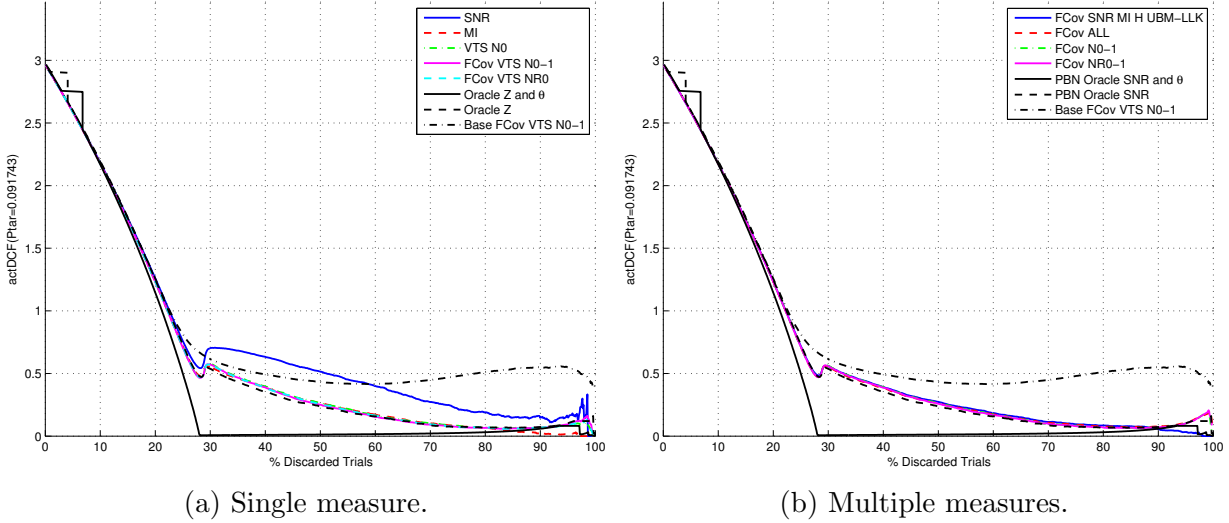 SNR
MI
VTS N0
FCov VTS N0−1
FCov VTS NR0
Oracle Z and θ
Oracle Z
Base FCov VTS N0−1
3.5
3
2.5
2
1.5
1
0.5
0
actDCF(Ptar=0.091743)
0 10 20 30 40 50 60 70 80 90 100
% Discarded Trials
(a) Single measure.
FCov SNR MI H UBM−LLK
FCov ALL
FCov N0−1
FCov NR0−1
PBN Oracle SNR and θ
PBN Oracle SNR
Base FCov VTS N0−1
3.5
3
2.5
2
1.5
1
0.5
0
actDCF(Ptar=0.091743)
0 10 20 30 40 50 60 70 80 90 100
% Discarded Trials
(b) Multiple measures.